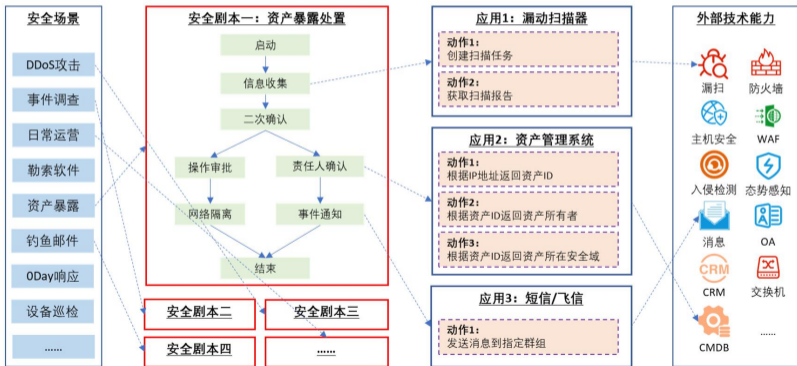 安全场景
DDoS攻击
事件调查
日常运营
勒索软件
资产暴露
钓鱼邮件
0Day响应
设备巡检
......
安全剧本一：资产暴露处置
启动
信息收集
二次确认
操作审批
责任人确认
网络隔离
事件通知
结束
安全剧本二
安全剧本三
安全剧本四
......
应用1：漏动扫描器
动作1:
创建扫描任务
动作2:
获取扫描报告
应用2：资产管理系统
动作1:
根据IP地址返回资产ID
动作2:
根据资产ID返回资产所有者
动作3:
根据资产ID返回资产所在安全域
应用3：短信/飞信
动作1:
发送消息到指定群组
外部技术能力
漏扫
防火墙
主机安全
WAF
入侵检测
态势感知
消息
OA
CRM
CRM
交换机
CMDB
......